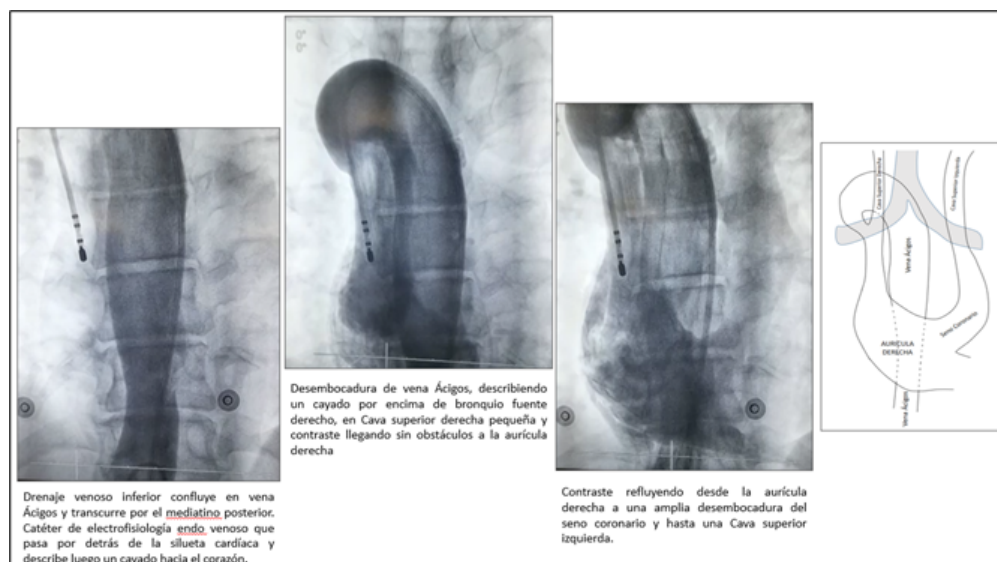 Drenaje venoso inferior confluye en vena
Ácigos y transcurre por el mediatino posterior.
Catéter de electrofisiología endo venoso que
pasa por detrás de la silueta cardíaca y
describe luego un cayado hacia el corazón.
Desembocadura de vena Ácigos, describiendo
un cayado por encima de bronquio fuente
derecho, en Cava superior derecha pequeña y
contraste llegando sin obstáculos a la aurícula
derecha
Contraste refluyendo desde la aurícula
derecha a una amplia desembocadura del
seno coronario y hasta una Cava superior
izquierda.
Cava Superior Derecha
Cava Superior Izquierda
Vena Ácigos
Seno Coronario
AURICULA
DERECHA
Vena Ácigos